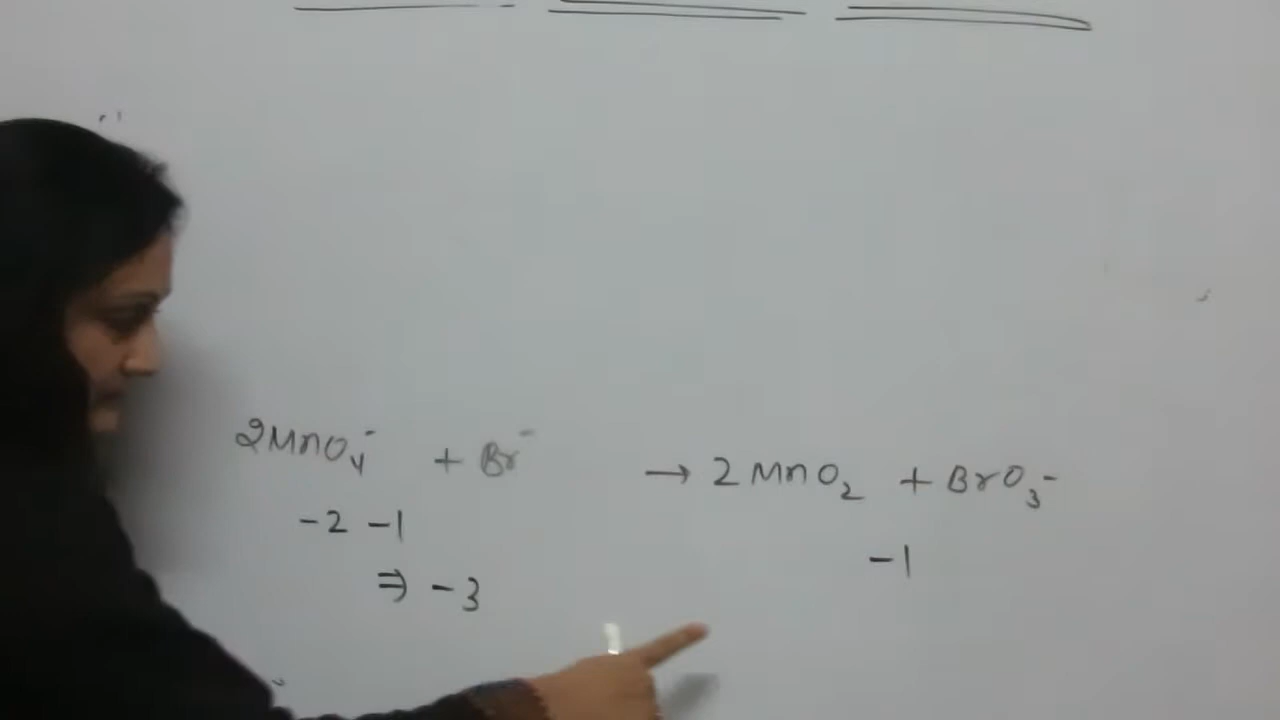 2MnO₄⁻ + Br⁻ → 2MnO₂ + BrO₃⁻
-2 -1 -1
⇒ -3